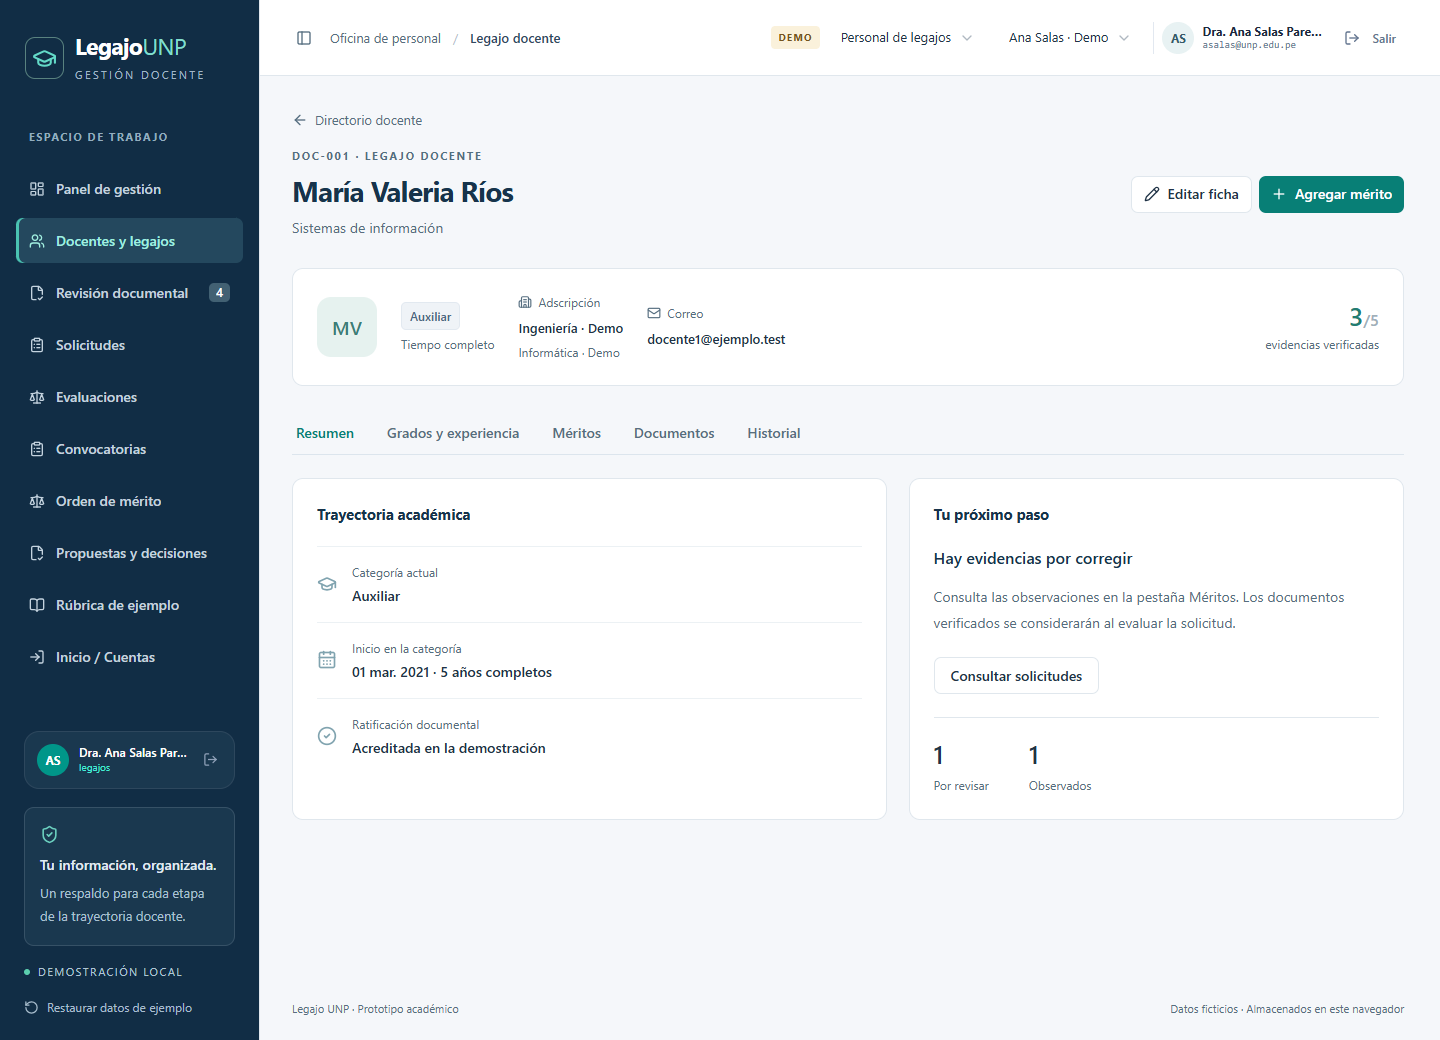 LegajoUNP
GESTIÓN DOCENTE
ESPACIO DE TRABAJO
Panel de gestión
Docentes y legajos
Revisión documental 4
Solicitudes
Evaluaciones
Convocatorias
Orden de mérito
Propuestas y decisiones
Rúbrica de ejemplo
Inicio / Cuentas
AS
Dra. Ana Salas Par...
legajos
Tu información, organizada.
Un respaldo para cada etapa
de la trayectoria docente.
DEMOSTRACIÓN LOCAL
Restaurar datos de ejemplo
Oficina de personal / Legajo docente
DEMO
Personal de legajos
Ana Salas · Demo
AS
Dra. Ana Salas Pare...
asalas@unp.edu.pe
Salir
Directorio docente
DOC-001 · LEGAJO DOCENTE
María Valeria Ríos
Sistemas de información
Editar ficha
Agregar mérito
MV
Auxiliar
Tiempo completo
Adscripción
Ingeniería · Demo
Informática · Demo
Correo
docente1@ejemplo.test
3/5
evidencias verificadas
Resumen
Grados y experiencia
Méritos
Documentos
Historial
Trayectoria académica
Categoría actual
Auxiliar
Inicio en la categoría
01 mar. 2021 · 5 años completos
Ratificación documental
Acreditada en la demostración
Tu próximo paso
Hay evidencias por corregir
Consulta las observaciones en la pestaña Méritos. Los documentos
verificados se considerarán al evaluar la solicitud.
Consultar solicitudes
1
Por revisar
1
Observados
Legajo UNP · Prototipo académico
Datos ficticios · Almacenados en este navegador